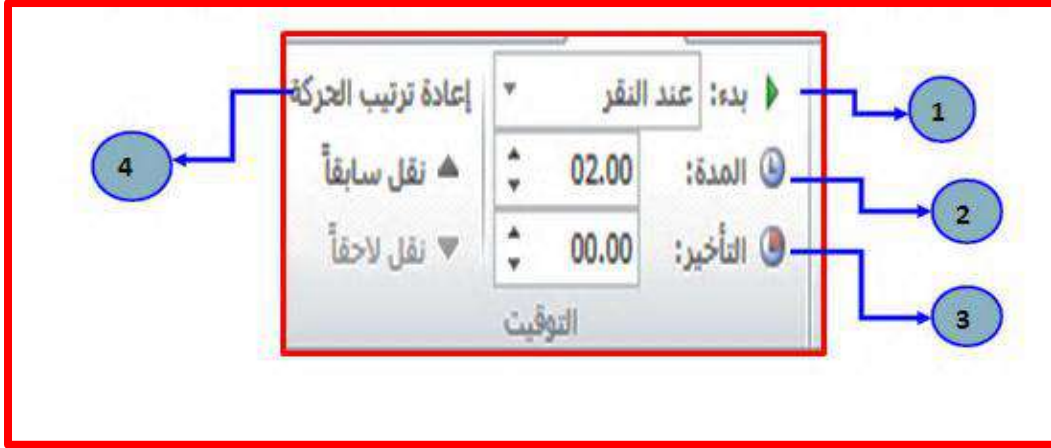 بدء: عند النقر إعادة ترتيب الحركة
المدة: 02.00 نقل سابقاً
التأخير: 00.00 نقل لاحقاً
التوقيت
1
2
3
4